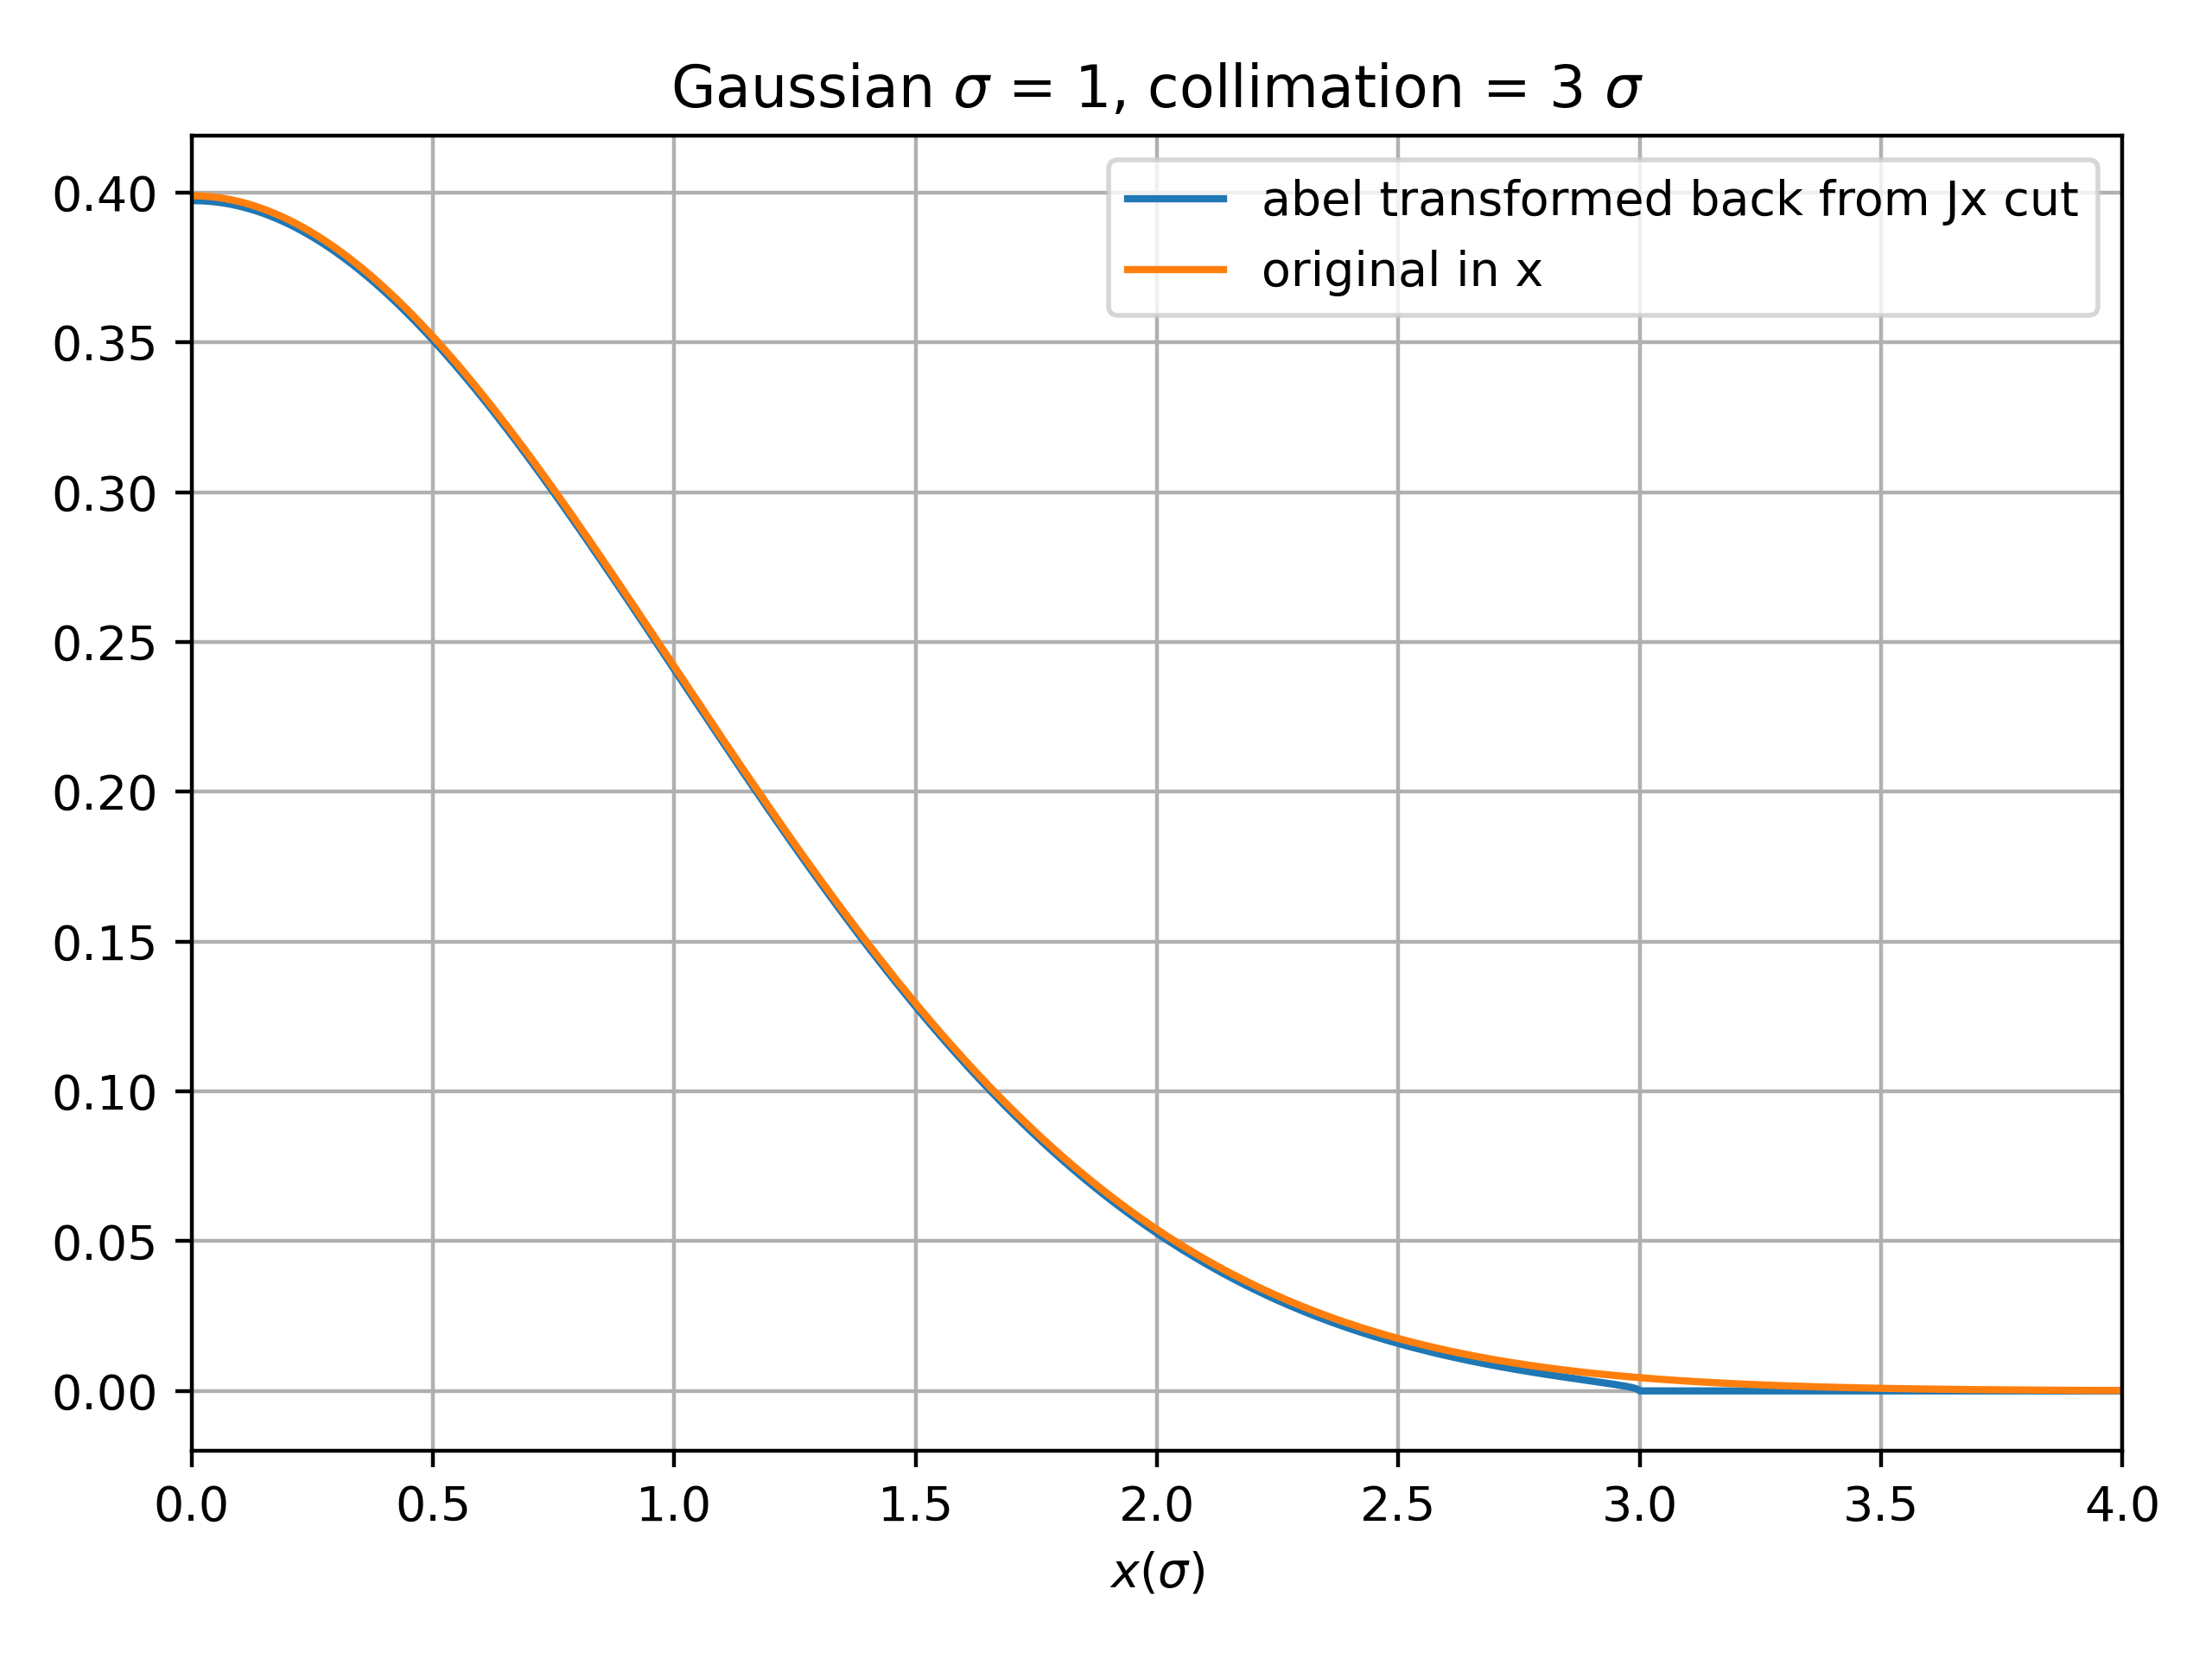 Gaussian σ = 1, collimation = 3 σ
abel transformed back from Jx cut
original in x
0.40
0.35
0.30
0.25
0.20
0.15
0.10
0.05
0.00
0.0 0.5 1.0 1.5 2.0 2.5 3.0 3.5 4.0
x(σ)